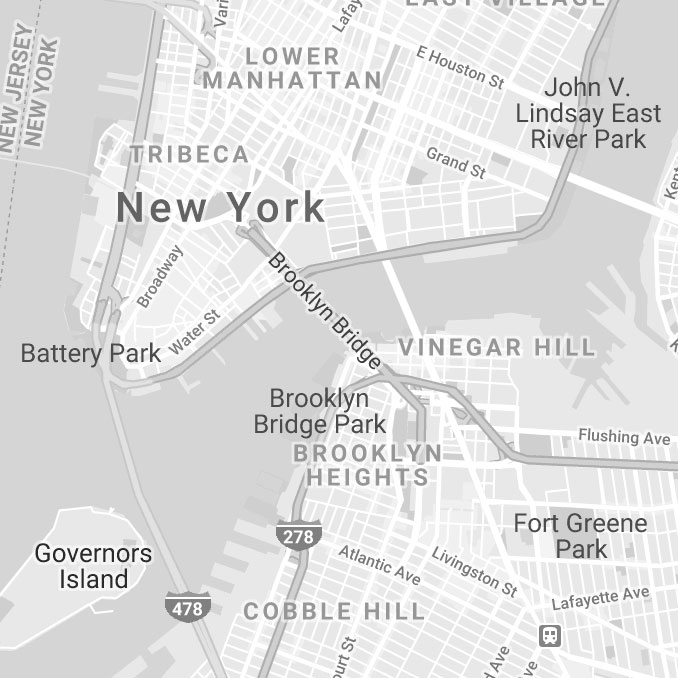 EAST VILLAGE
LOWER
MANHATTAN
E Houston St
NEW JERSEY
NEW YORK
John V.
Lindsay East
River Park
TRIBECA
Grand St
New York
Broadway
Water St
Brooklyn Bridge
Battery Park
VINEGAR HILL
Brooklyn
Bridge Park
Flushing Ave
BROOKLYN
HEIGHTS
Fort Greene
Park
278
Governors
Island
Atlantic Ave
Livingston St
Lafayette Ave
478
COBBLE HILL